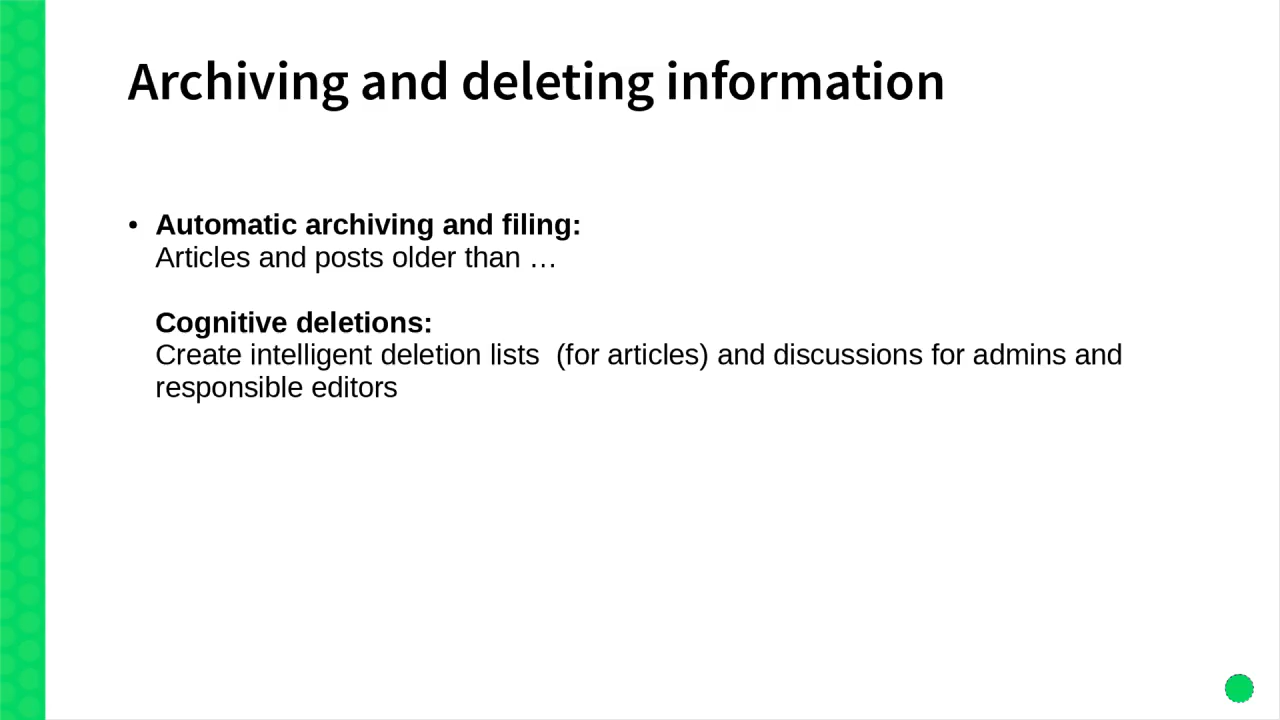 Archiving and deleting information
• Automatic archiving and filing:
Articles and posts older than …
Cognitive deletions:
Create intelligent deletion lists  (for articles) and discussions for admins and
responsible editors